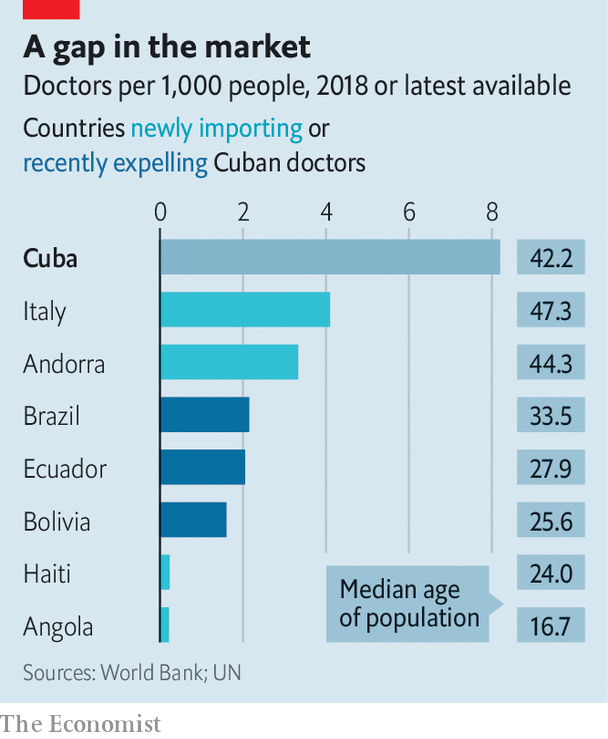 A gap in the market
Doctors per 1,000 people, 2018 or latest available
Countries newly importing or
recently expelling Cuban doctors
0 2 4 6 8
Cuba 42.2
Italy 47.3
Andorra 44.3
Brazil 33.5
Ecuador 27.9
Bolivia 25.6
Haiti 24.0
Angola 16.7
Median age
of population
Sources: World Bank; UN
The Economist